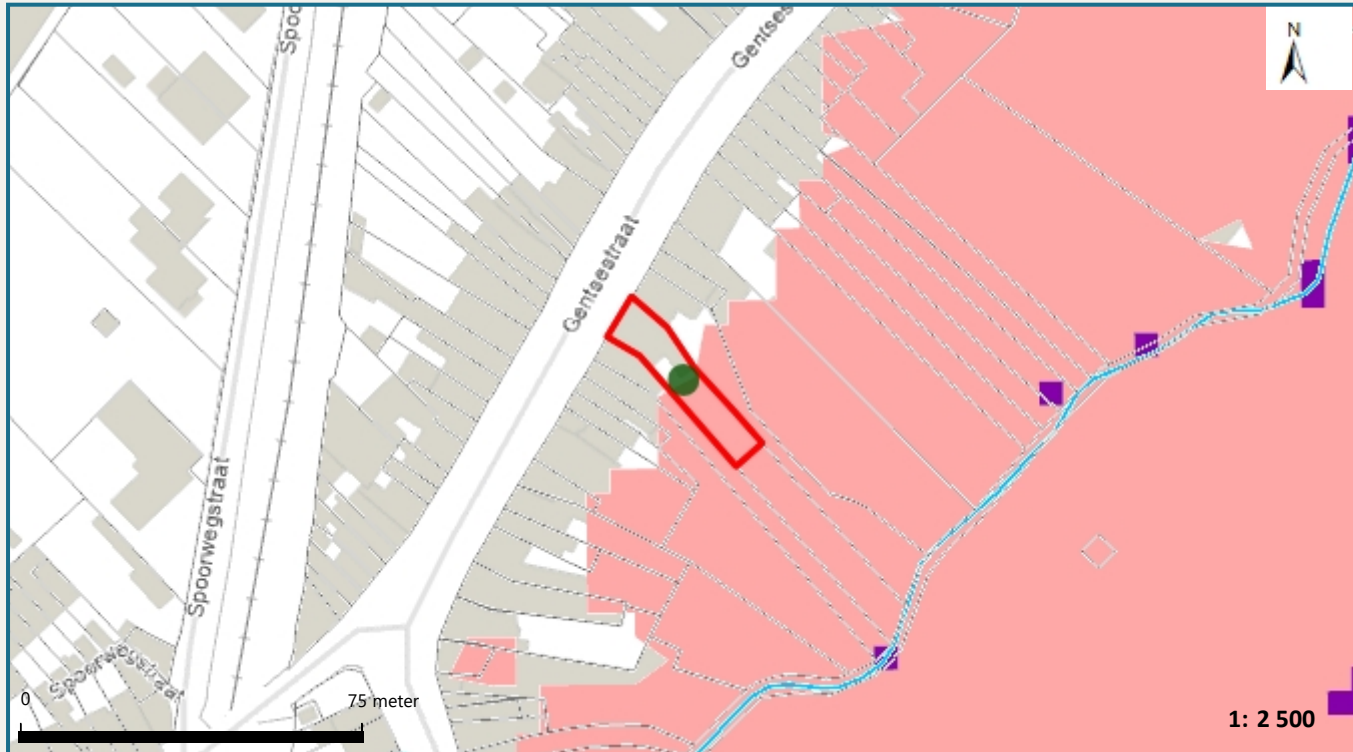 Spoo
Gentses
N
Gentsestraat
Spoorwegstraat
Spoorwegstraat
0
75 meter
1: 2 500